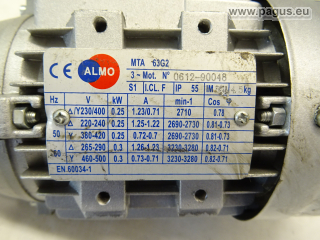 www.pagus.eu
CE ALMO
MTA 63G2
3~Mot. N° 0612-90048
S1 I.CL. F IP 55 IM kg
Hz V kW A min-1 Cos φ
△/Y 230/400 0.25 1.23/0.71 2710 0.78
50 △ 220-240 0.25 1.25-1.22 2690-2730 0.81-0.73
Y 380-420 0.25 0.72-0.7 2690-2730 0.81-0.73
60 △ 265-290 0.3 1.26-1.23 3230-3280 0.82-0.71
Y 460-500 0.3 0.73-0.71 3230-3280 0.82-0.71
EN 60034-1